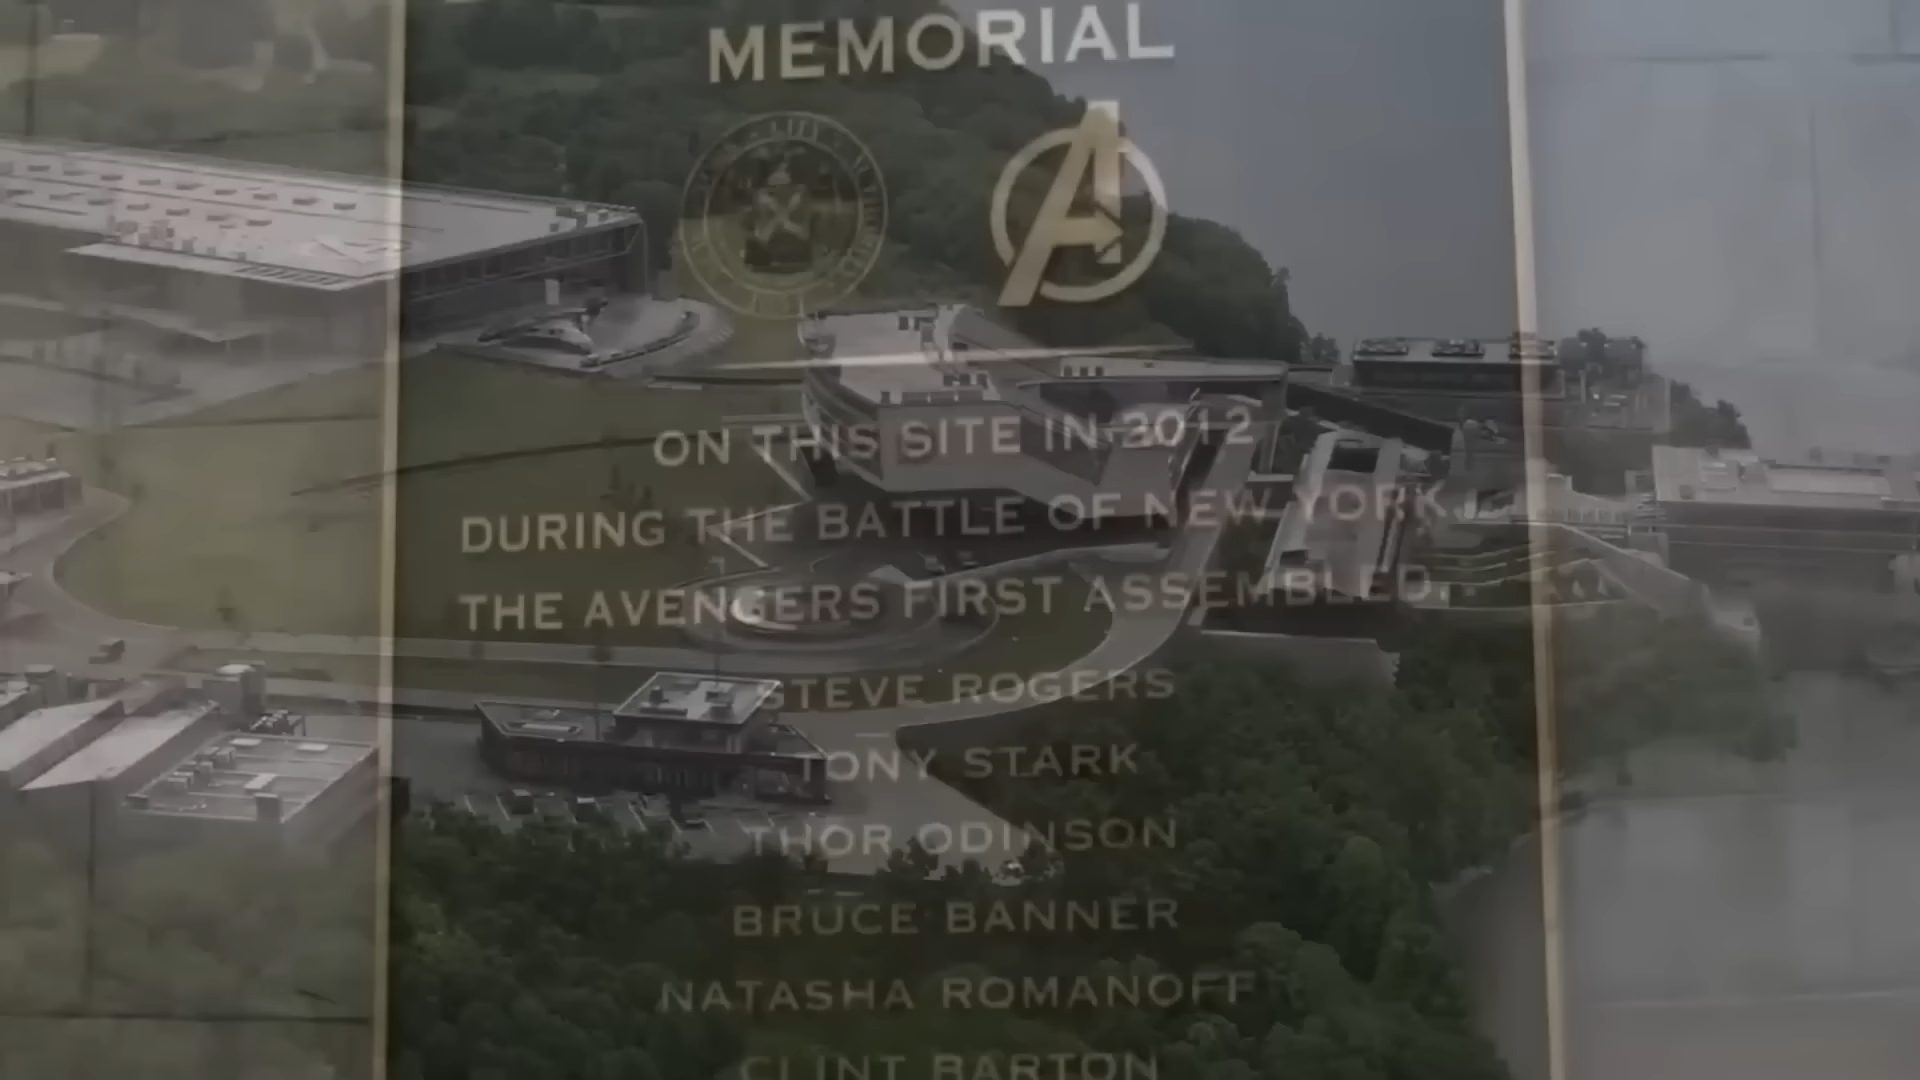 MEMORIAL
ON THIS SITE IN 2012
DURING THE BATTLE OF NEW YORK,
THE AVENGERS FIRST ASSEMBLED.
STEVE ROGERS
TONY STARK
THOR ODINSON
BRUCE BANNER
NATASHA ROMANOFF
CLINT BARTON